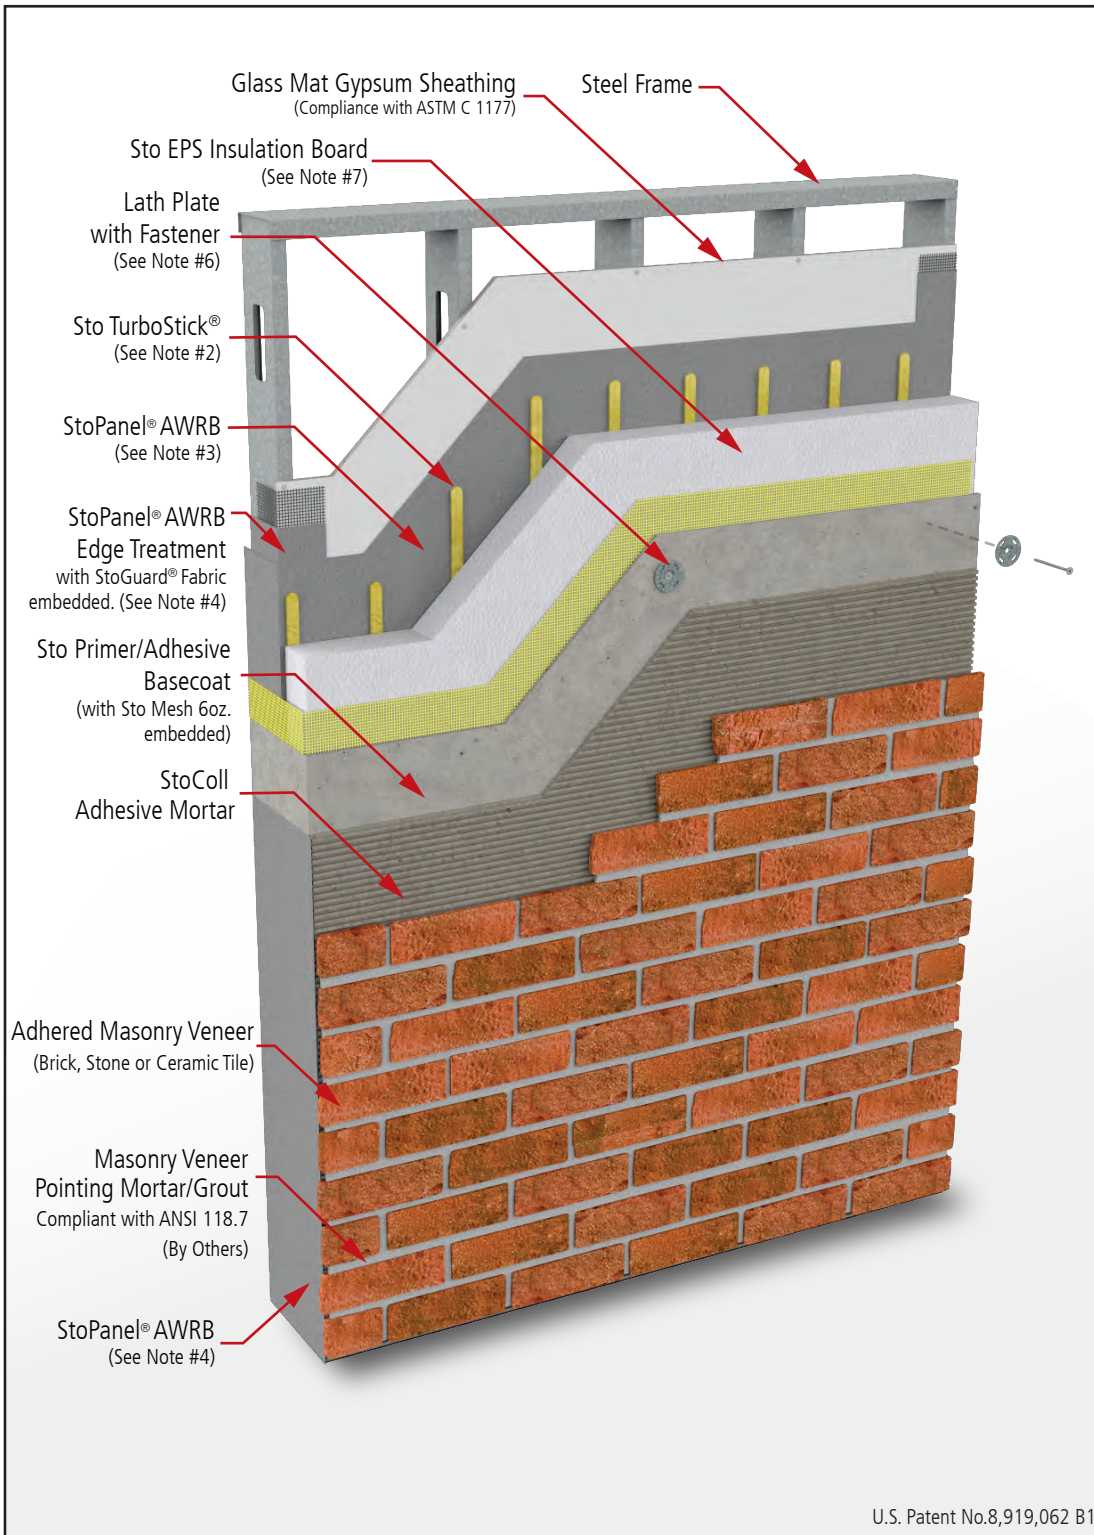 Glass Mat Gypsum Sheathing
(Compliance with ASTM C 1177)
Steel Frame
Sto EPS Insulation Board
(See Note #7)
Lath Plate
with Fastener
(See Note #6)
Sto TurboStick®
(See Note #2)
StoPanel® AWRB
(See Note #3)
StoPanel® AWRB
Edge Treatment
with StoGuard® Fabric
embedded. (See Note #4)
Sto Primer/Adhesive
Basecoat
(with Sto Mesh 6oz.
embedded)
StoColl
Adhesive Mortar
Adhered Masonry Veneer
(Brick, Stone or Ceramic Tile)
Masonry Veneer
Pointing Mortar/Grout
Compliant with ANSI 118.7
(By Others)
StoPanel® AWRB
(See Note #4)
U.S. Patent No.8,919,062 B1